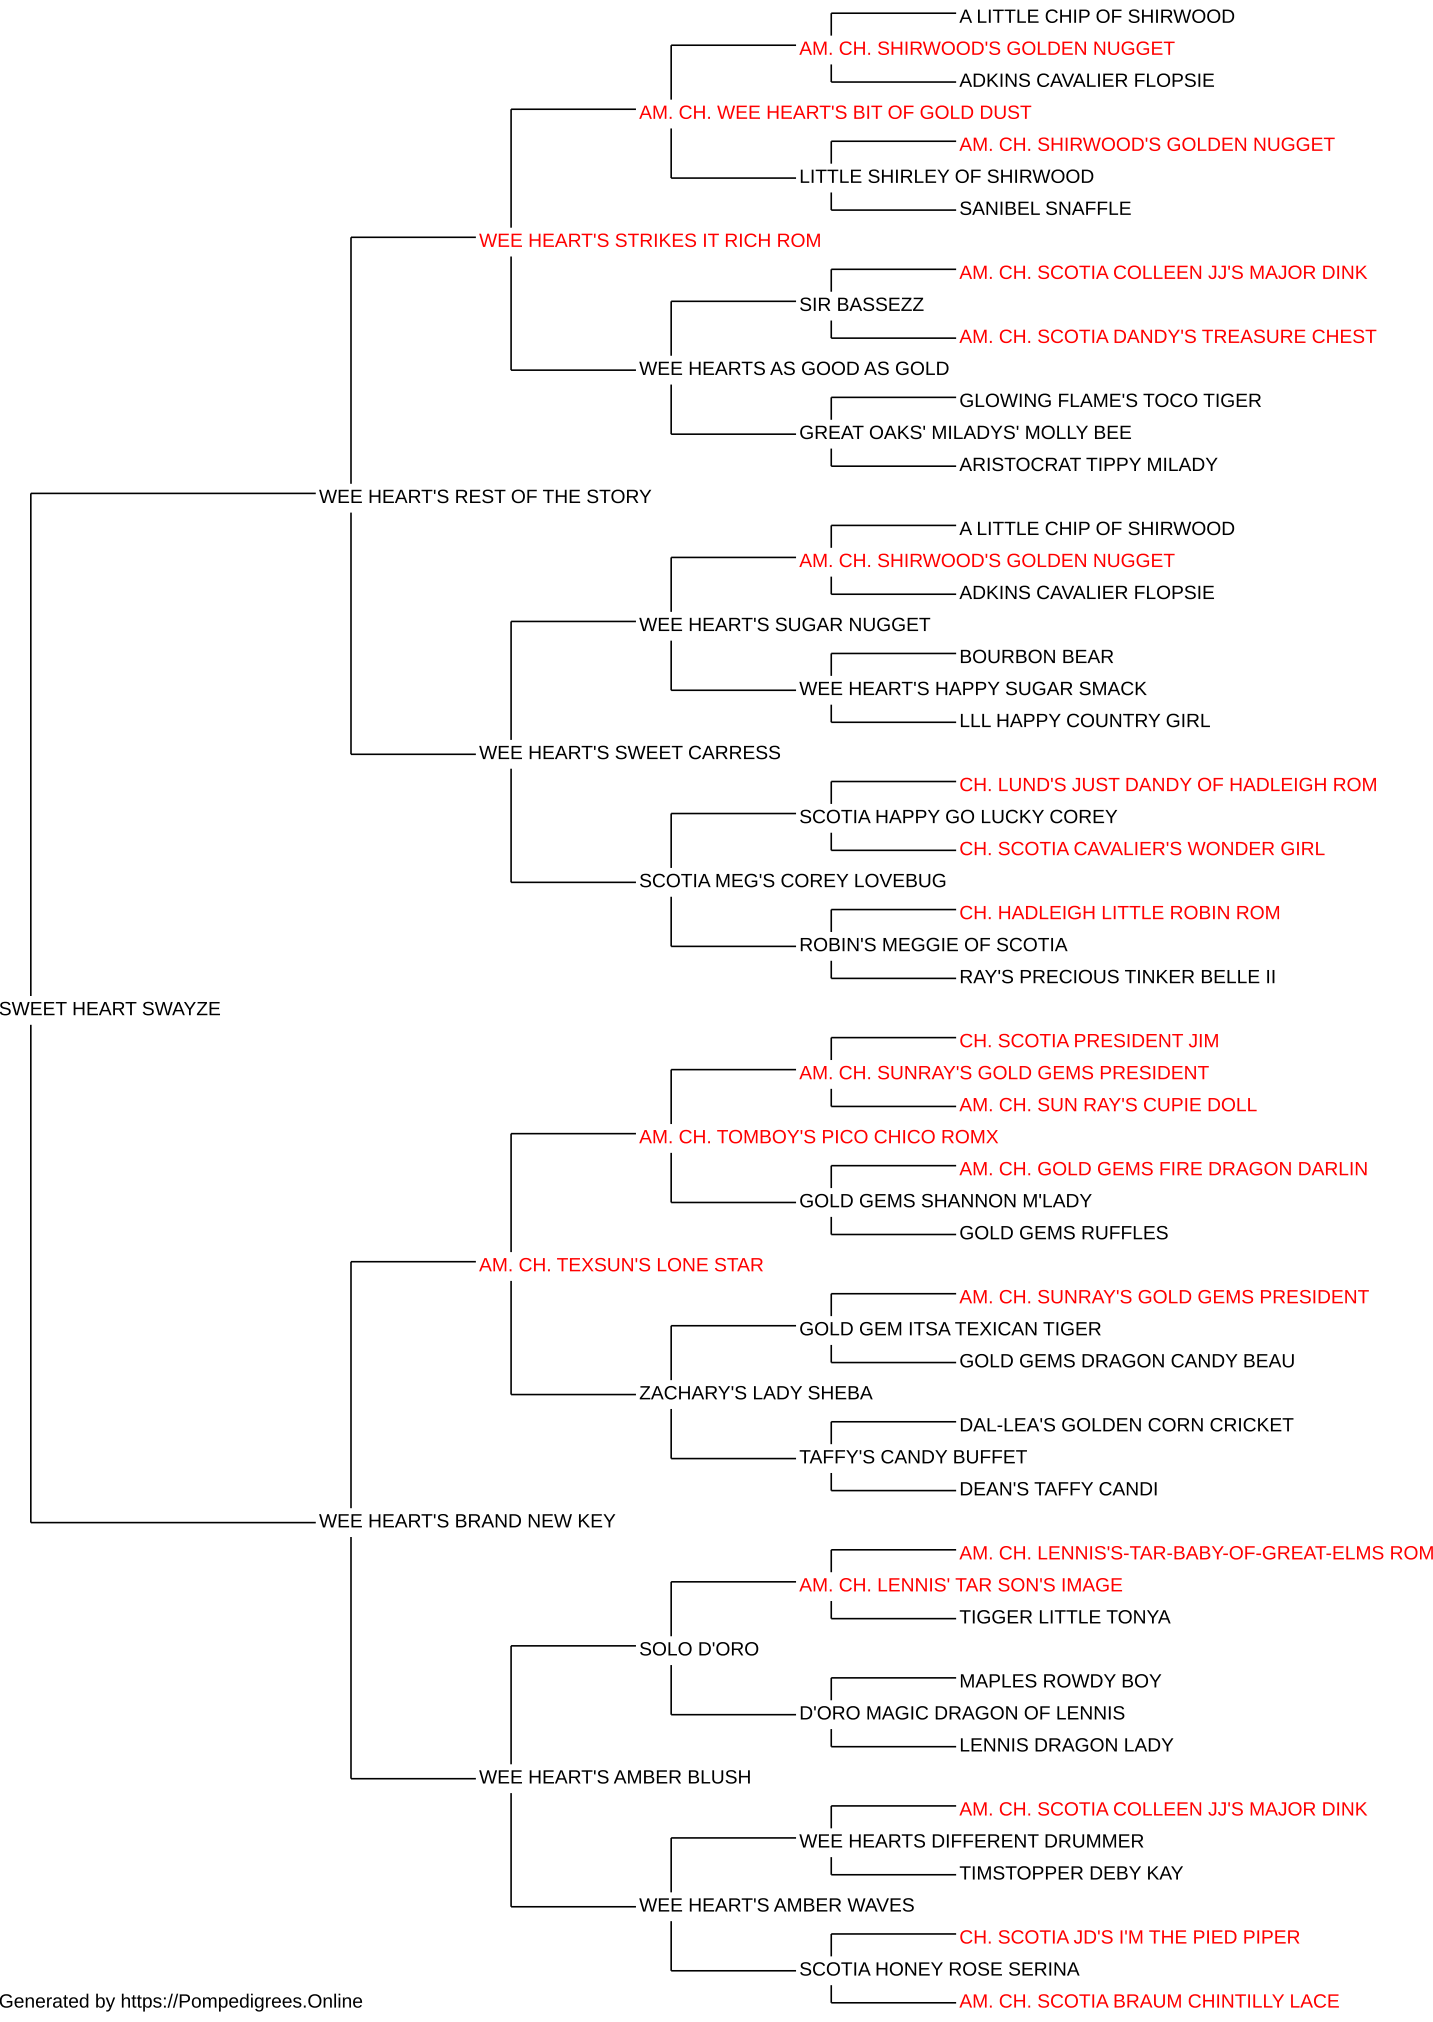 A LITTLE CHIP OF SHIRWOOD
AM. CH. SHIRWOOD'S GOLDEN NUGGET
ADKINS CAVALIER FLOPSIE
AM. CH. WEE HEART'S BIT OF GOLD DUST
AM. CH. SHIRWOOD'S GOLDEN NUGGET
LITTLE SHIRLEY OF SHIRWOOD
SANIBEL SNAFFLE
WEE HEART'S STRIKES IT RICH ROM
AM. CH. SCOTIA COLLEEN JJ'S MAJOR DINK
SIR BASSEZZ
AM. CH. SCOTIA DANDY'S TREASURE CHEST
WEE HEARTS AS GOOD AS GOLD
GLOWING FLAME'S TOCO TIGER
GREAT OAKS' MILADYS' MOLLY BEE
ARISTOCRAT TIPPY MILADY
WEE HEART'S REST OF THE STORY
A LITTLE CHIP OF SHIRWOOD
AM. CH. SHIRWOOD'S GOLDEN NUGGET
ADKINS CAVALIER FLOPSIE
WEE HEART'S SUGAR NUGGET
BOURBON BEAR
WEE HEART'S HAPPY SUGAR SMACK
LLL HAPPY COUNTRY GIRL
WEE HEART'S SWEET CARRESS
CH. LUND'S JUST DANDY OF HADLEIGH ROM
SCOTIA HAPPY GO LUCKY COREY
CH. SCOTIA CAVALIER'S WONDER GIRL
SCOTIA MEG'S COREY LOVEBUG
CH. HADLEIGH LITTLE ROBIN ROM
ROBIN'S MEGGIE OF SCOTIA
RAY'S PRECIOUS TINKER BELLE II
SWEET HEART SWAYZE
CH. SCOTIA PRESIDENT JIM
AM. CH. SUNRAY'S GOLD GEMS PRESIDENT
AM. CH. SUN RAY'S CUPIE DOLL
AM. CH. TOMBOY'S PICO CHICO ROMX
AM. CH. GOLD GEMS FIRE DRAGON DARLIN
GOLD GEMS SHANNON M'LADY
GOLD GEMS RUFFLES
AM. CH. TEXSUN'S LONE STAR
AM. CH. SUNRAY'S GOLD GEMS PRESIDENT
GOLD GEM ITSA TEXICAN TIGER
GOLD GEMS DRAGON CANDY BEAU
ZACHARY'S LADY SHEBA
DAL-LEA'S GOLDEN CORN CRICKET
TAFFY'S CANDY BUFFET
DEAN'S TAFFY CANDI
WEE HEART'S BRAND NEW KEY
AM. CH. LENNIS'S-TAR-BABY-OF-GREAT-ELMS ROM
AM. CH. LENNIS' TAR SON'S IMAGE
TIGGER LITTLE TONYA
SOLO D'ORO
MAPLES ROWDY BOY
D'ORO MAGIC DRAGON OF LENNIS
LENNIS DRAGON LADY
WEE HEART'S AMBER BLUSH
AM. CH. SCOTIA COLLEEN JJ'S MAJOR DINK
WEE HEARTS DIFFERENT DRUMMER
TIMSTOPPER DEBY KAY
WEE HEART'S AMBER WAVES
CH. SCOTIA JD'S I'M THE PIED PIPER
SCOTIA HONEY ROSE SERINA
AM. CH. SCOTIA BRAUM CHINTILLY LACE
Generated by https://Pompedigrees.Online